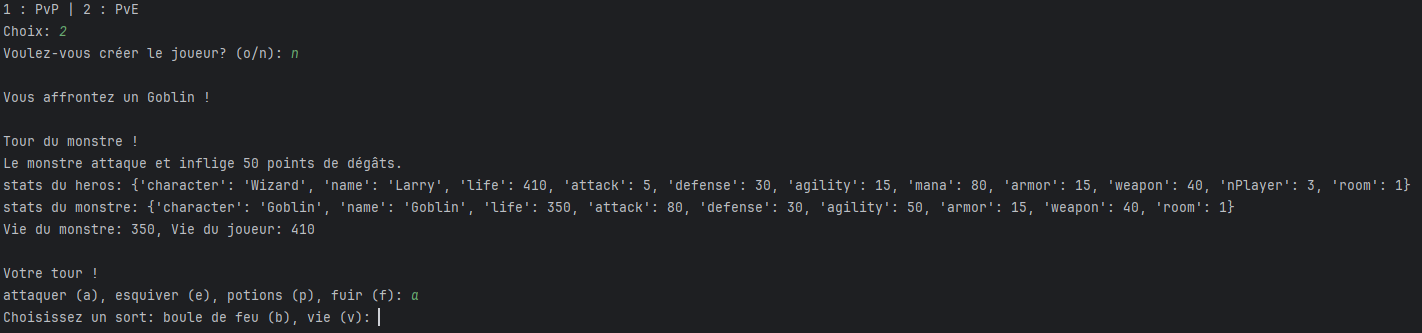 1 : PvP | 2 : PvE
Choix: 2
Voulez-vous créer le joueur? (o/n): n
Vous affrontez un Goblin !
Tour du monstre !
Le monstre attaque et inflige 50 points de dégâts.
stats du heros: {'character': 'Wizard', 'name': 'Larry', 'life': 410, 'attack': 5, 'defense': 30, 'agility': 15, 'mana': 80, 'armor': 15, 'weapon': 40, 'nPlayer': 3, 'room': 1}
stats du monstre: {'character': 'Goblin', 'name': 'Goblin', 'life': 350, 'attack': 80, 'defense': 30, 'agility': 50, 'armor': 15, 'weapon': 40, 'room': 1}
Vie du monstre: 350, Vie du joueur: 410
Votre tour !
attaquer (a), esquiver (e), potions (p), fuir (f): a
Choisissez un sort: boule de feu (b), vie (v):